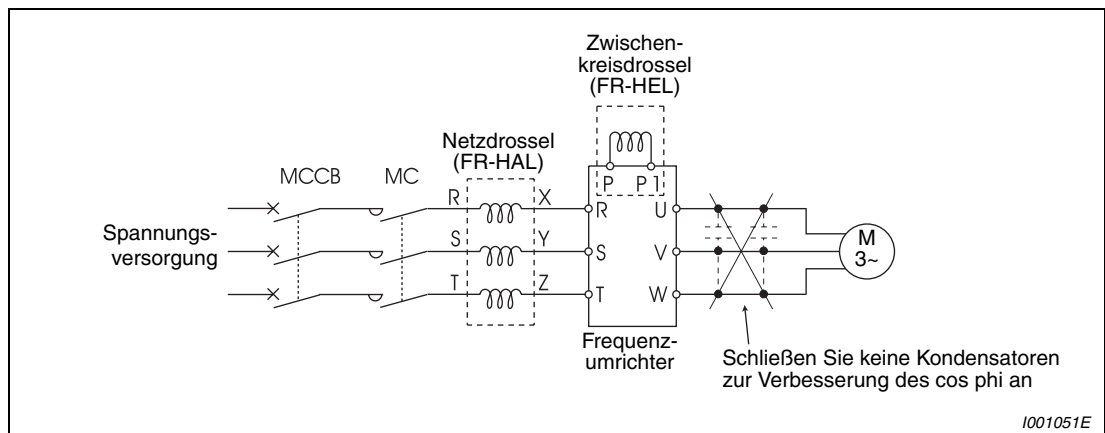 Zwischen-
kreisdrossel
(FR-HEL)
Netzdrossel
(FR-HAL)
MCCB MC
P P1
R X R U
Spannungs-
versorgung
S Y S V
M
3~
T Z T W
Frequenz-
umrichter
Schließen Sie keine Kondensatoren
zur Verbesserung des cos phi an
I001051E